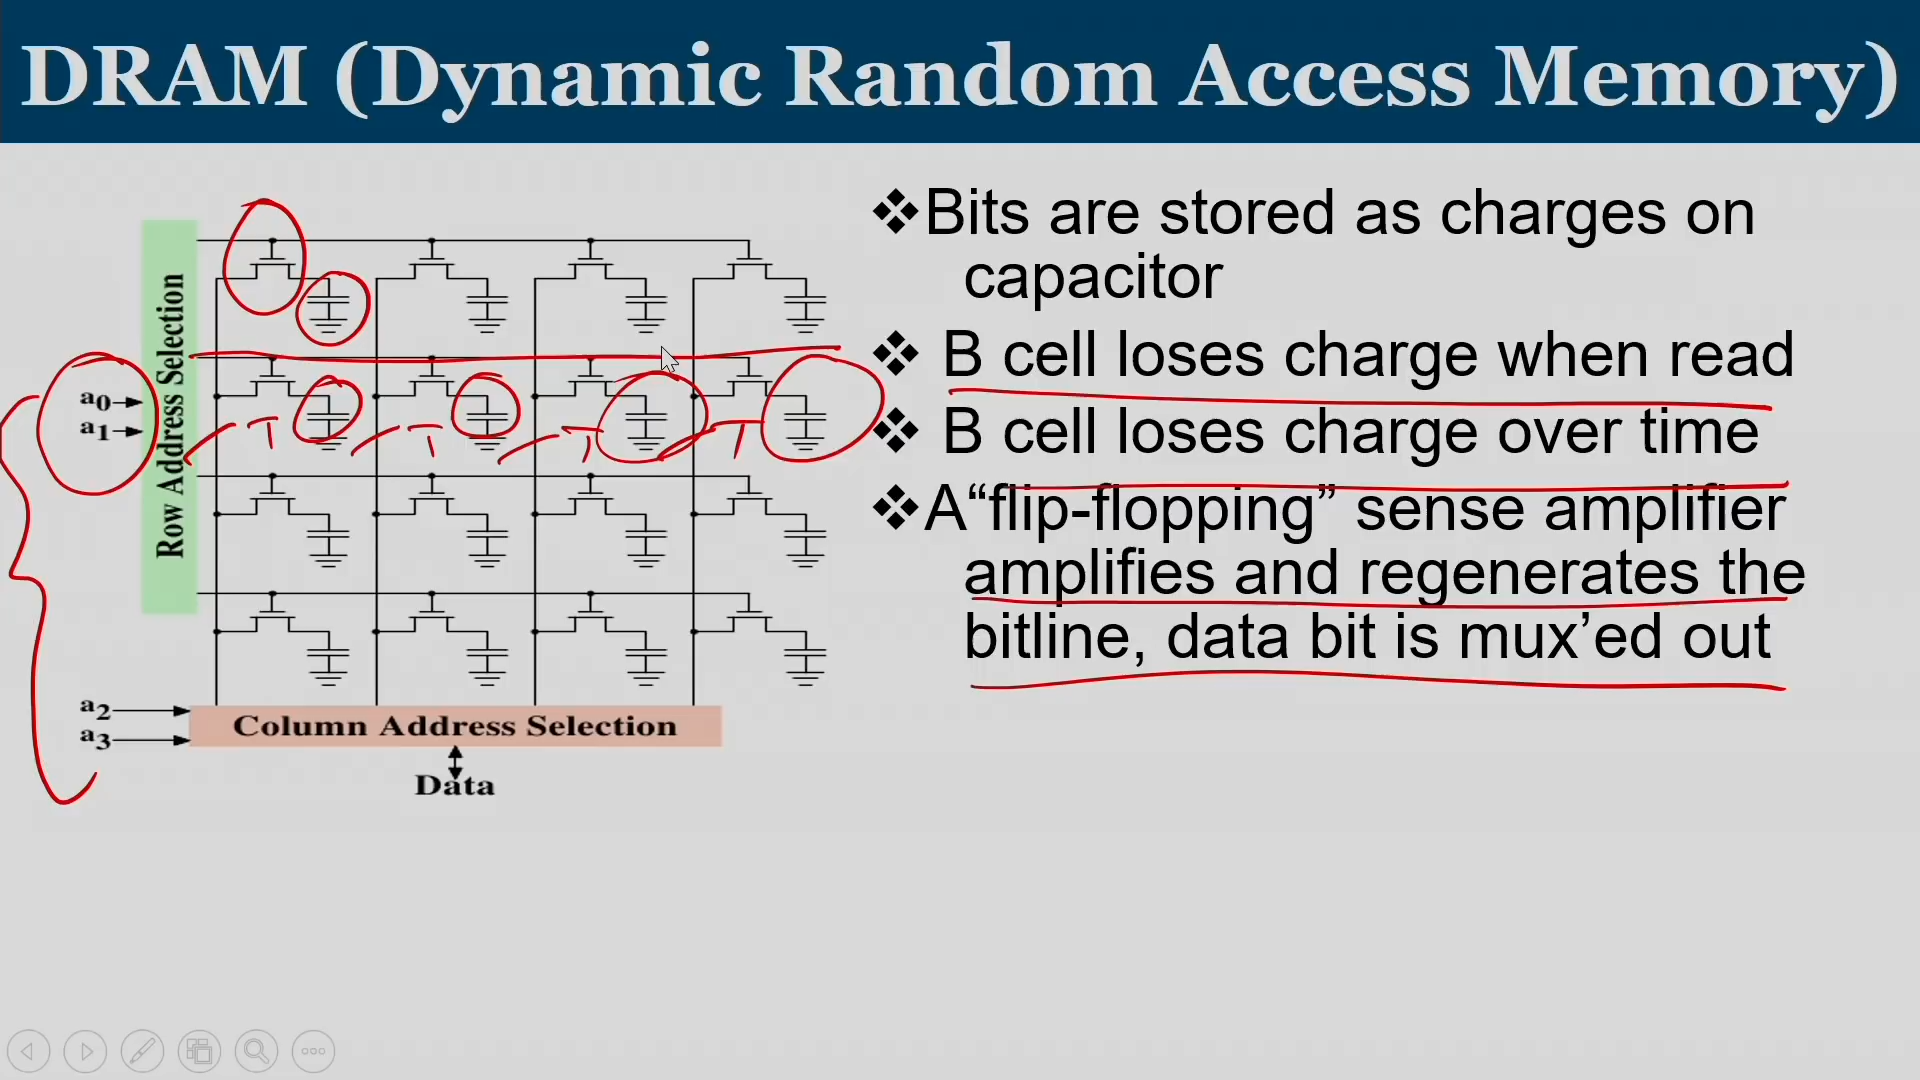 DRAM (Dynamic Random Access Memory)
Row Address Selection
a0
a1
a2
a3
Column Address Selection
Data
❖Bits are stored as charges on
capacitor
❖ B cell loses charge when read
❖ B cell loses charge over time
❖A“flip-flopping” sense amplifier
amplifies and regenerates the
bitline, data bit is mux’ed out